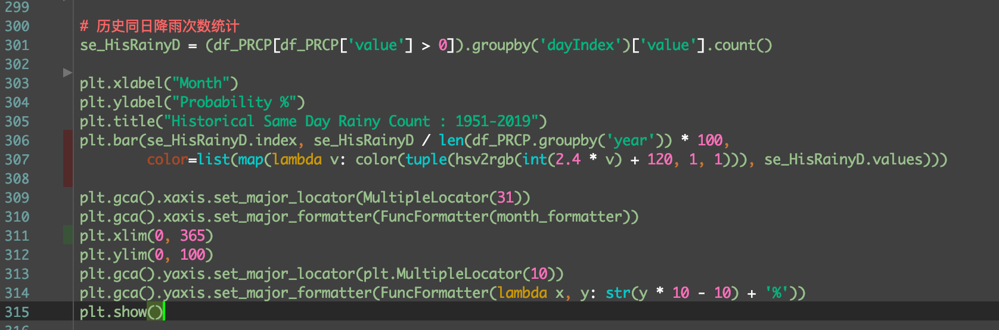 299
300 # 历史同日降雨次数统计
301 se_HisRainyD = (df_PRCP[df_PRCP['value'] > 0]).groupby('dayIndex')['value'].count()
302
303 plt.xlabel("Month")
304 plt.ylabel("Probability %")
305 plt.title("Historical Same Day Rainy Count : 1951-2019")
306 plt.bar(se_HisRainyD.index, se_HisRainyD / len(df_PRCP.groupby('year')) * 100,
307 color=list(map(lambda v: color(tuple(hsv2rgb(int(2.4 * v) + 120, 1, 1))), se_HisRainyD.values)))
308
309 plt.gca().xaxis.set_major_locator(MultipleLocator(31))
310 plt.gca().xaxis.set_major_formatter(FuncFormatter(month_formatter))
311 plt.xlim(0, 365)
312 plt.ylim(0, 100)
313 plt.gca().yaxis.set_major_locator(plt.MultipleLocator(10))
314 plt.gca().yaxis.set_major_formatter(FuncFormatter(lambda x, y: str(y * 10 - 10) + '%'))
315 plt.show()
316